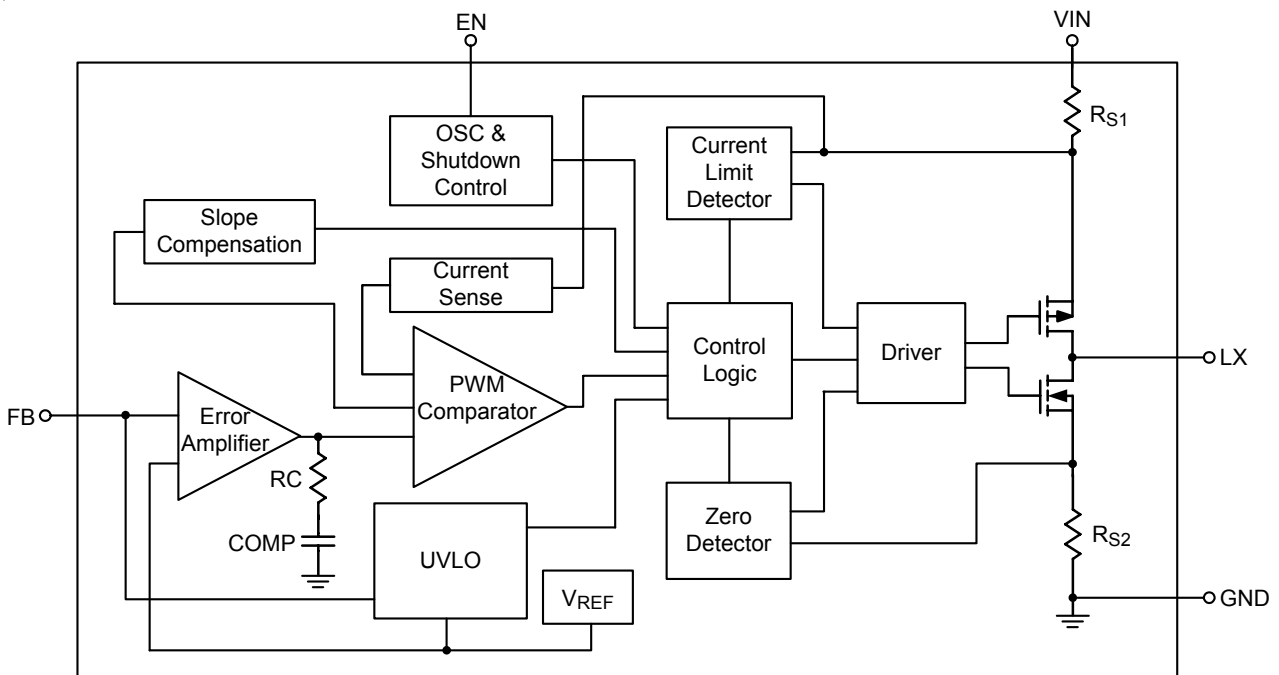 EN
VIN
RS1
OSC &
Shutdown
Control
Current
Limit
Detector
Slope
Compensation
Current
Sense
Control
Logic
Driver
LX
PWM
Comparator
FB
Error
Amplifier
RC
COMP
UVLO
VREF
Zero
Detector
RS2
GND